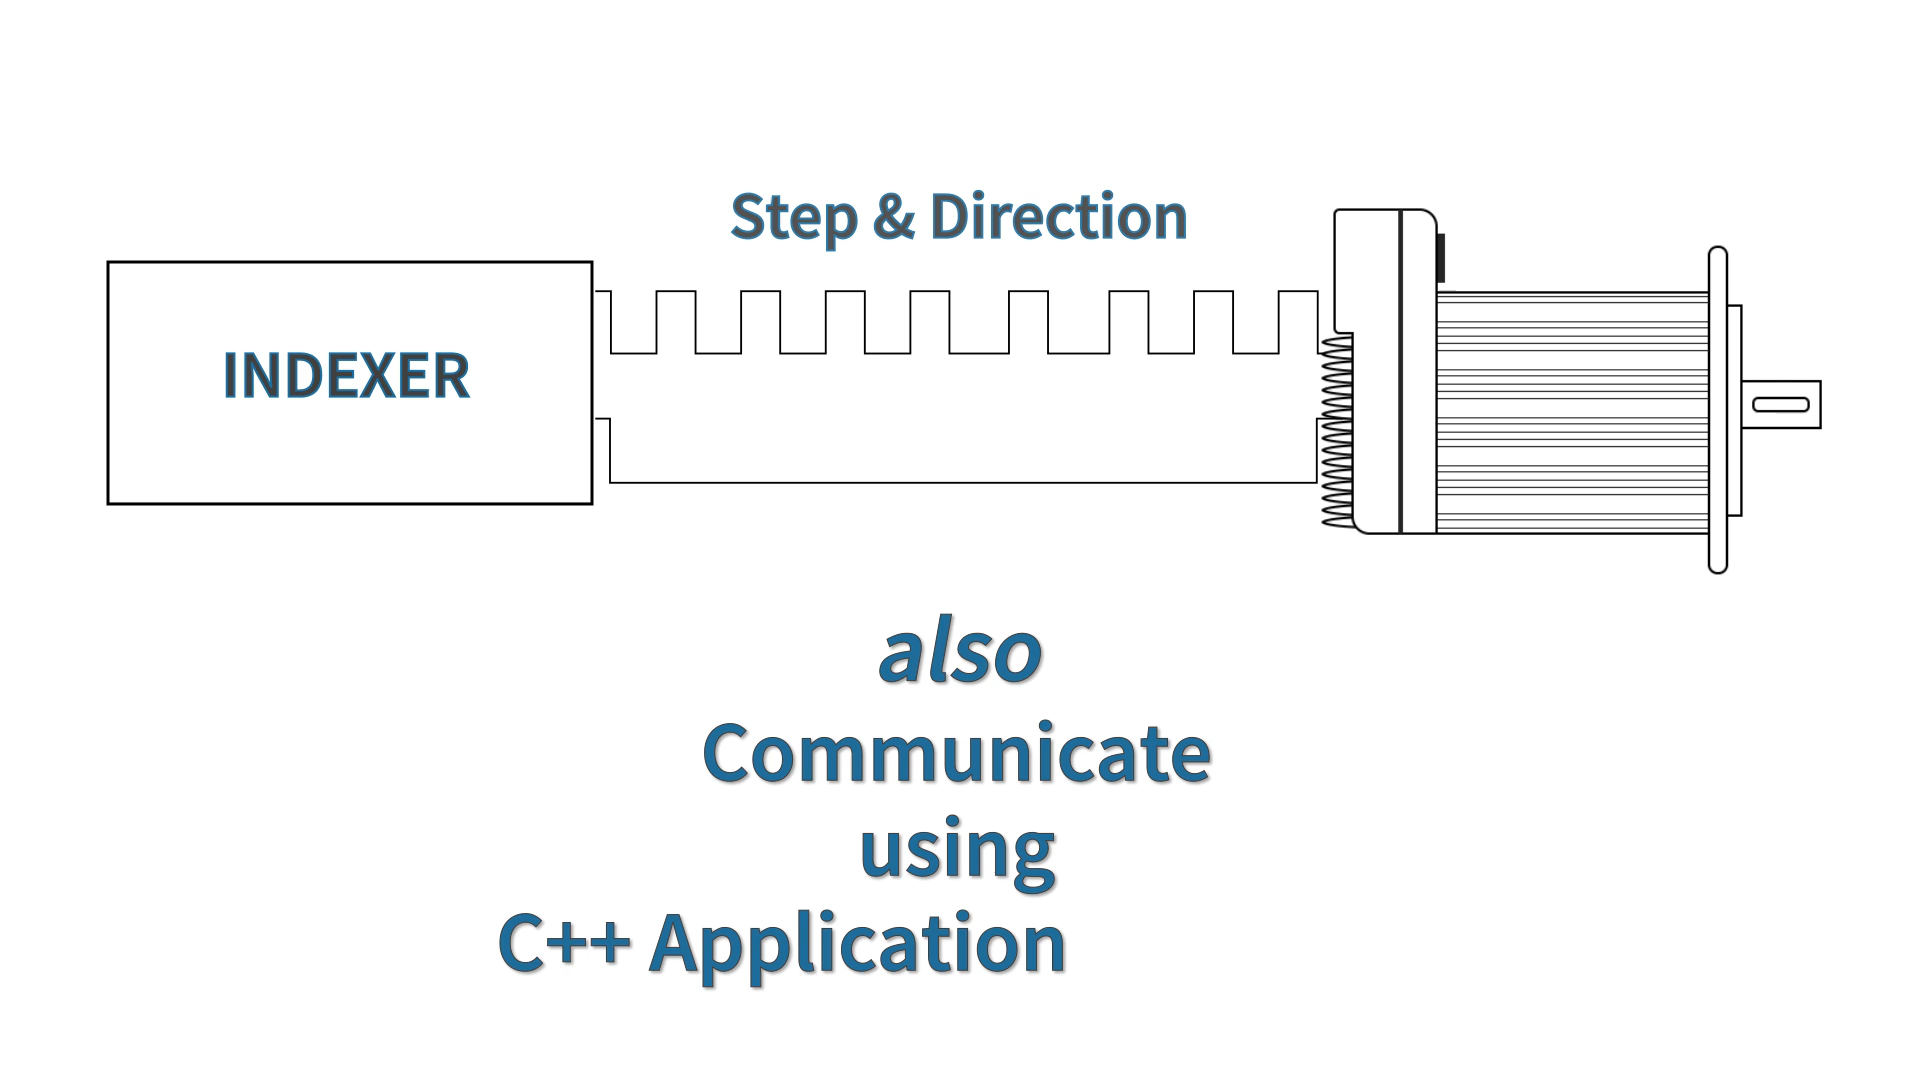 Step & Direction
INDEXER
also
Communicate
using
C++ Application